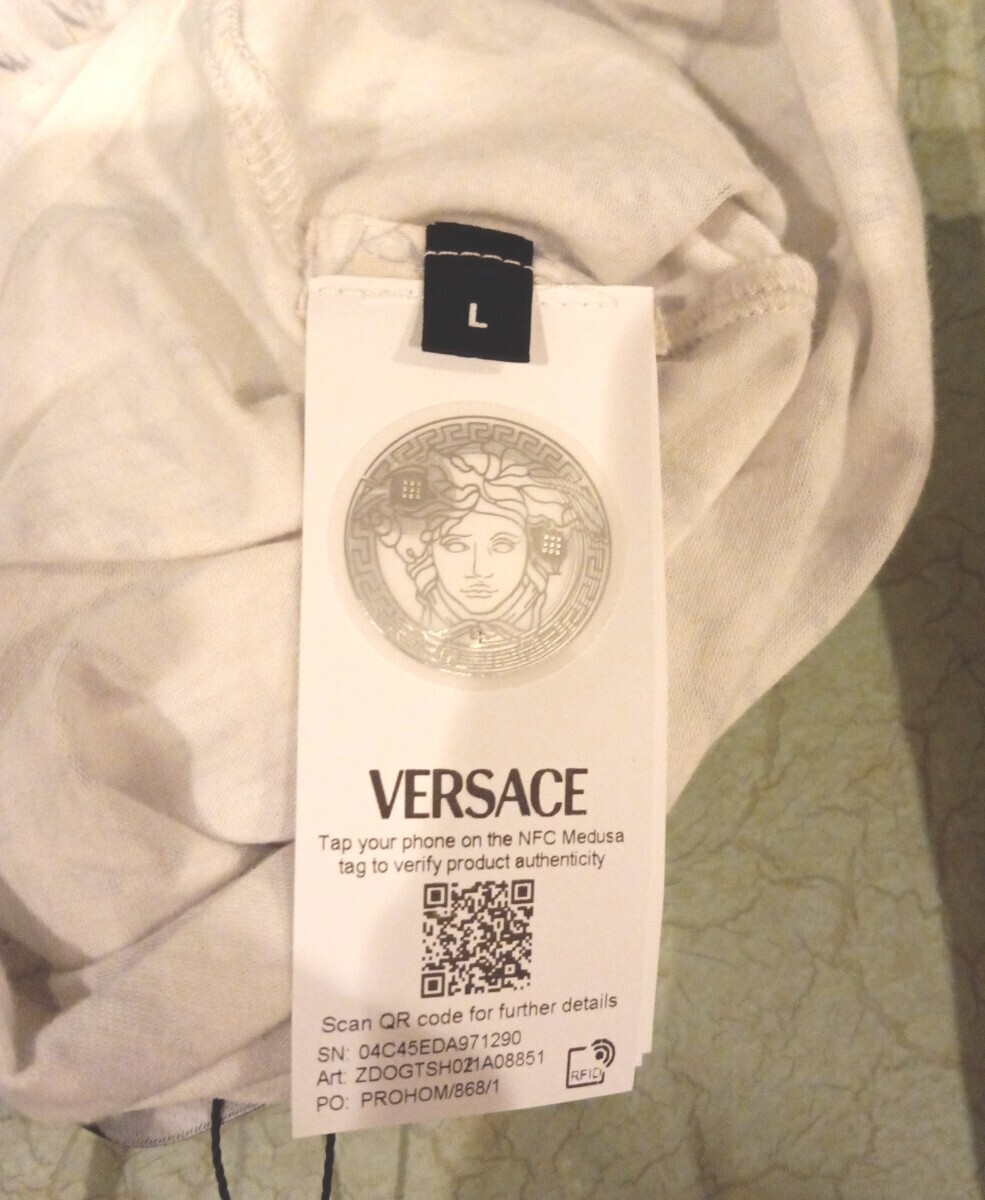 L
VERSACE
Tap your phone on the NFC Medusa
tag to verify product authenticity
Scan QR code for further details
SN: 04C45EDA971290
Art: ZDOGTSH021A08851
PO: PROHOM/868/1
RFID